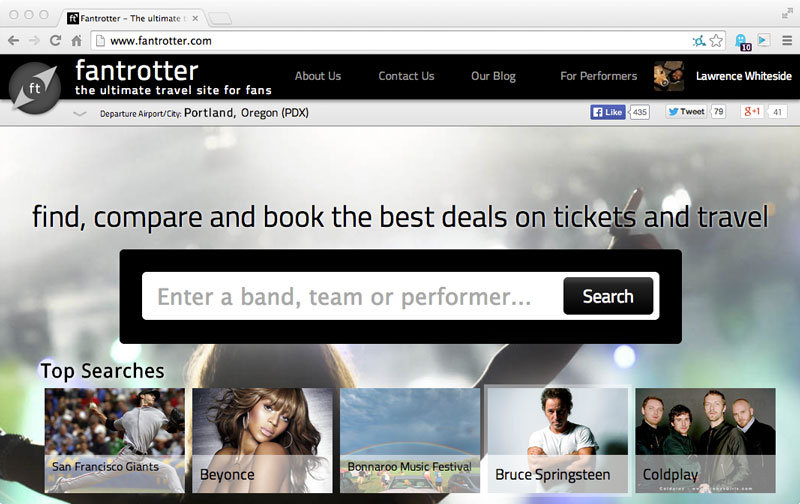 ft Fantrotter – The ultimate t
www.fantrotter.com
10
ft
fantrotter
the ultimate travel site for fans
About Us Contact Us Our Blog For Performers Lawrence Whiteside
Departure Airport/City: Portland, Oregon (PDX)
Like 435 Tweet 79 g+1 41
find, compare and book the best deals on tickets and travel
Enter a band, team or performer... Search
Top Searches
San Francisco Giants Beyonce Bonnaroo Music Festival Bruce Springsteen Coldplay